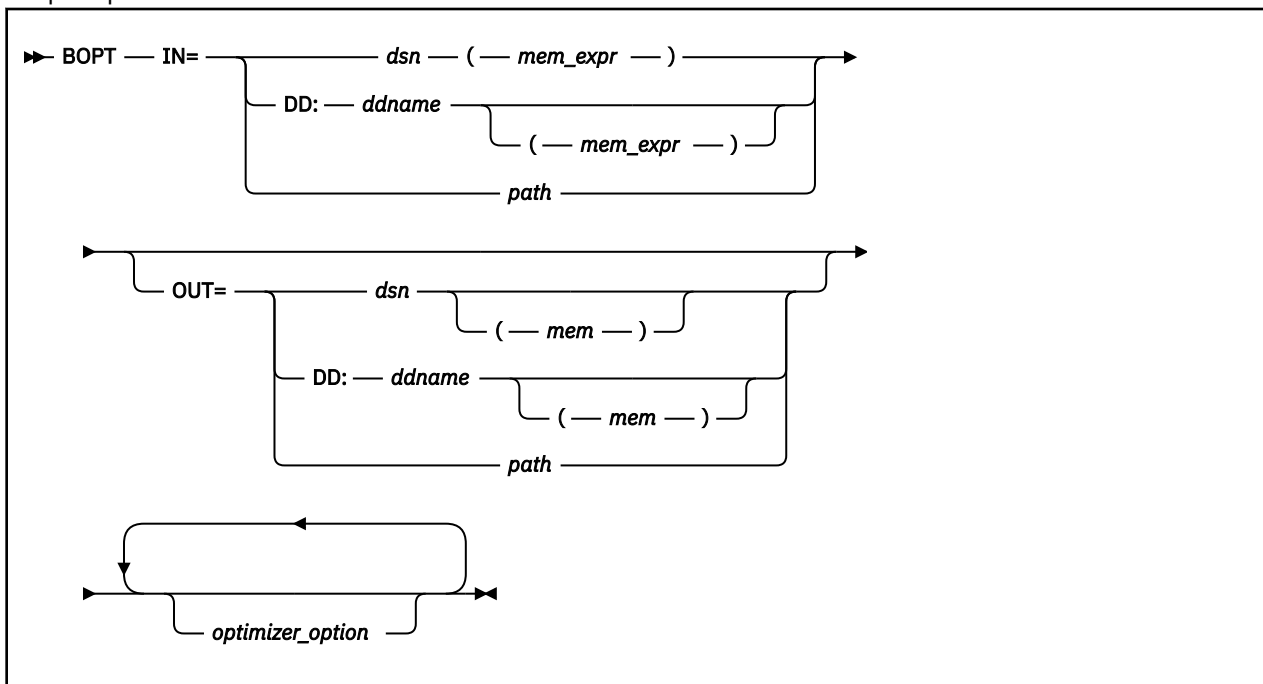 BOPT IN= dsn ( mem_expr )
DD: ddname
( mem_expr )
path
OUT= dsn
( mem )
DD: ddname
( mem )
path
optimizer_option